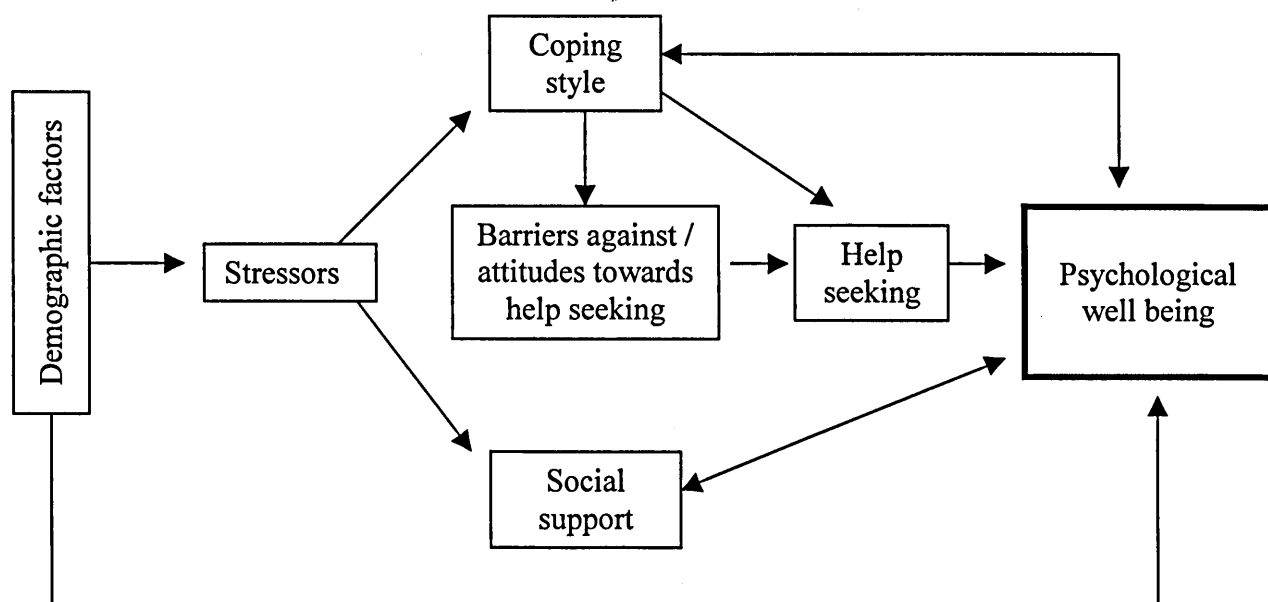 Coping
style
Demographic factors
Stressors
Barriers against /
attitudes towards
help seeking
Help
seeking
Psychological
well being
Social
support